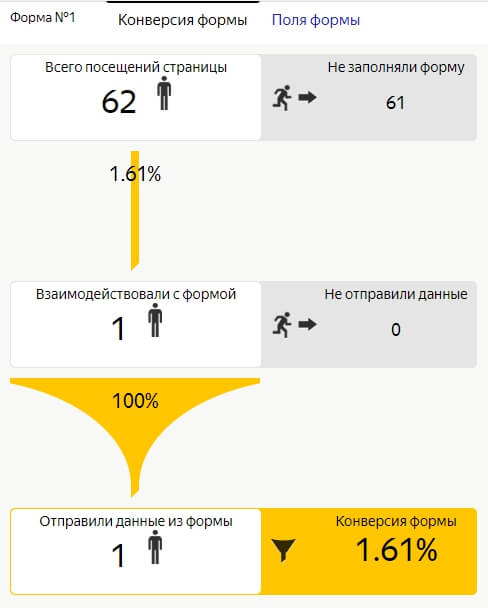 Форма №1
Конверсия формы
Поля формы
Всего посещений страницы
Не заполняли форму
62
61
1.61%
Взаимодействовали с формой
Не отправили данные
1
0
100%
Отправили данные из формы
Конверсия формы
1
1.61%